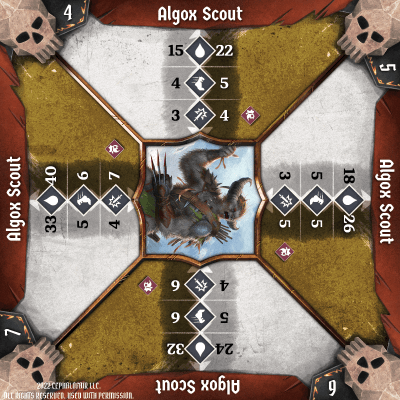 4
Algox Scout
15 22
4 5
3 4
5
Algox Scout
18 26
5 5
3 5
6
Algox Scout
24 32
5 6
4 6
7
Algox Scout
33 40
5 6
4 7
2022 CEPHALOFAIR LLC.
ALL RIGHTS RESERVED. USED WITH PERMISSION.